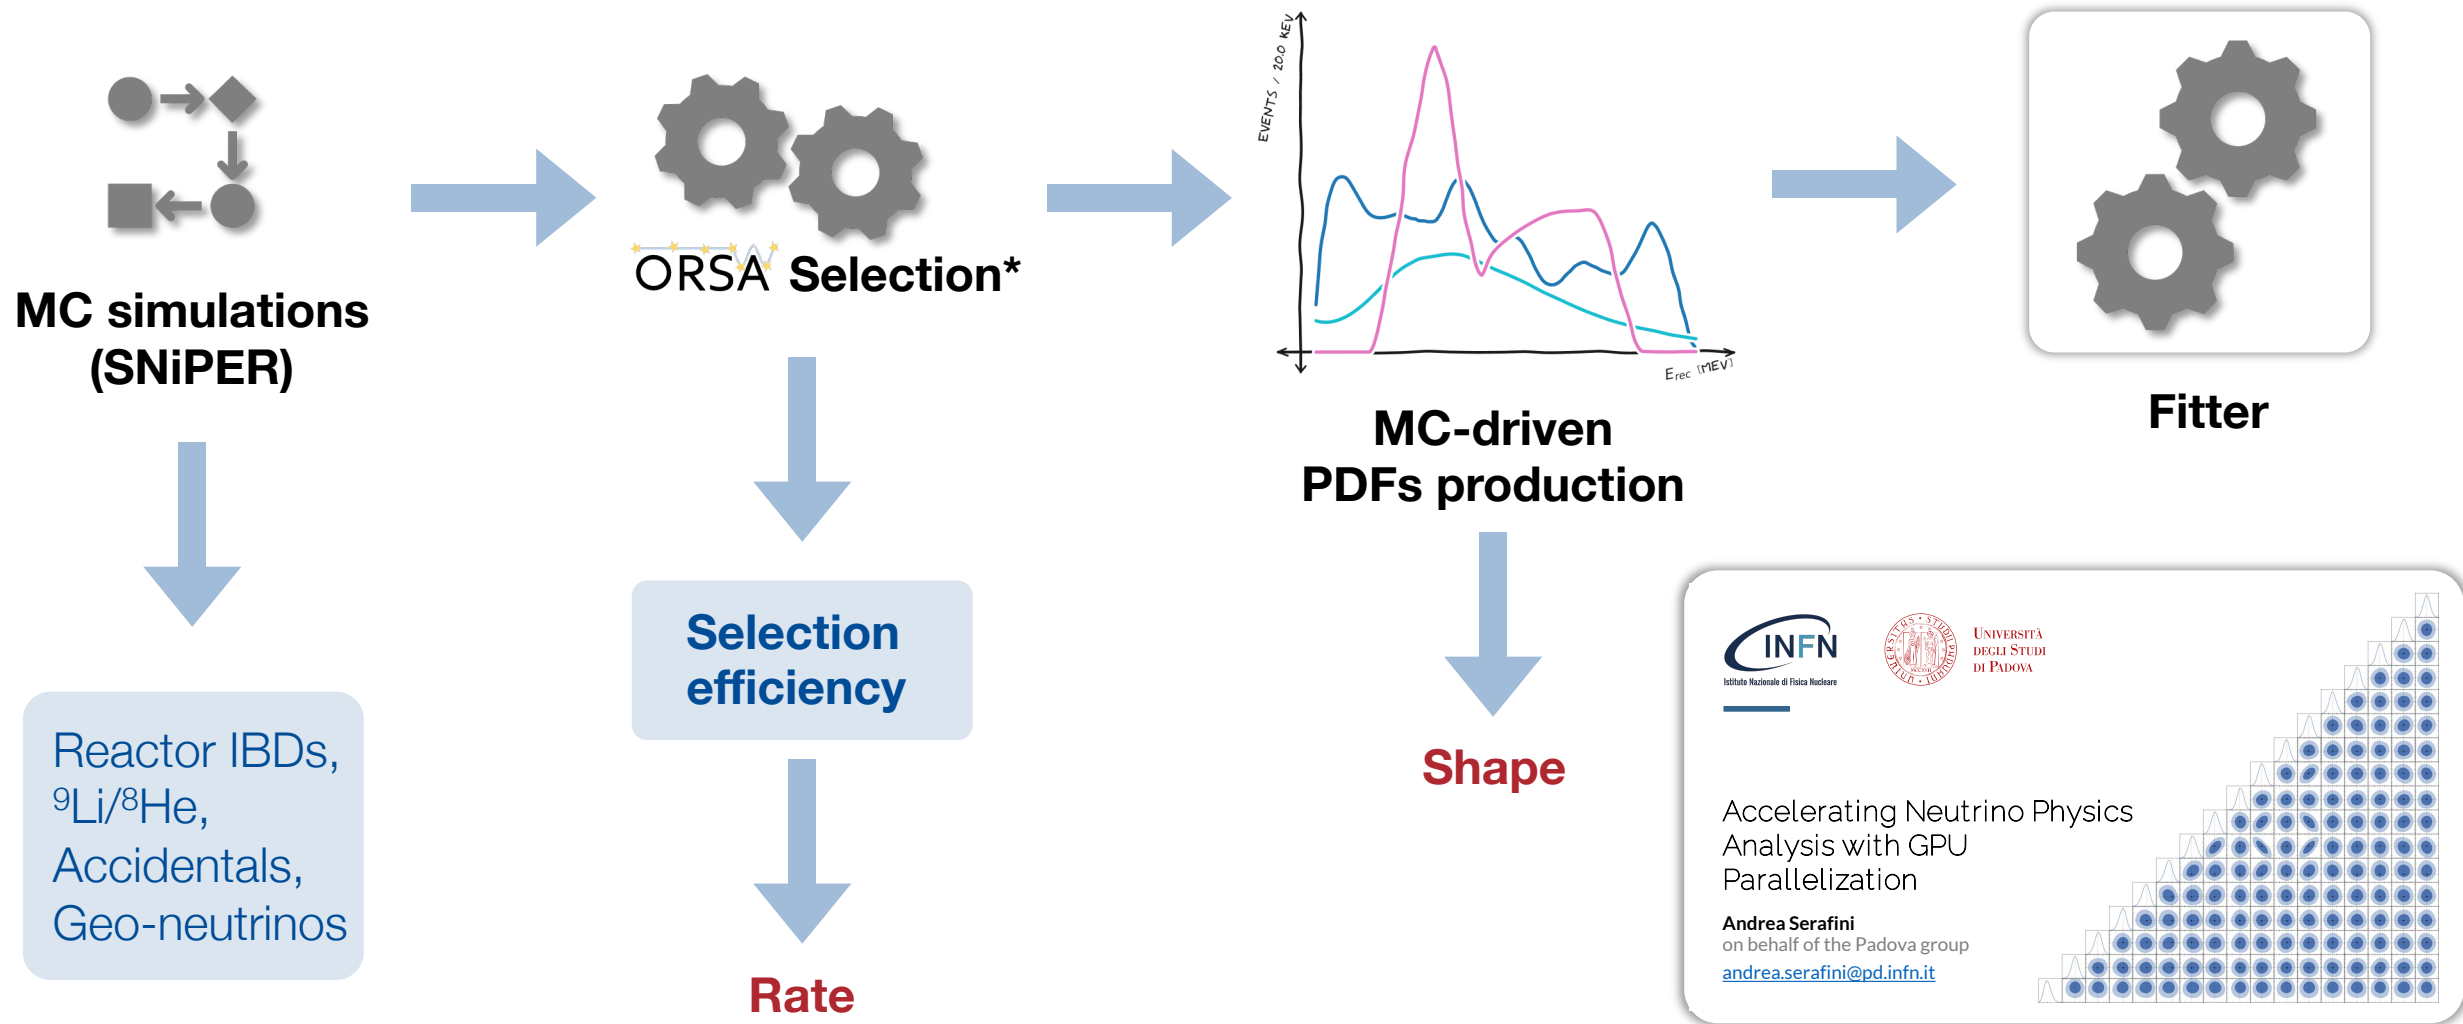 MC simulations
(SNiPER)
Reactor IBDs,
⁹Li/⁸He,
Accidentals,
Geo-neutrinos
ORSA Selection*
Selection
efficiency
Rate
EVENTS / 20.0 KEV
Erec [MEV]
MC-driven
PDFs production
Shape
Fitter
INFN
Istituto Nazionale di Fisica Nucleare
UNIVERSITÀ
DEGLI STUDI
DI PADOVA
Accelerating Neutrino Physics
Analysis with GPU
Parallelization
Andrea Serafini
on behalf of the Padova group
andrea.serafini@pd.infn.it